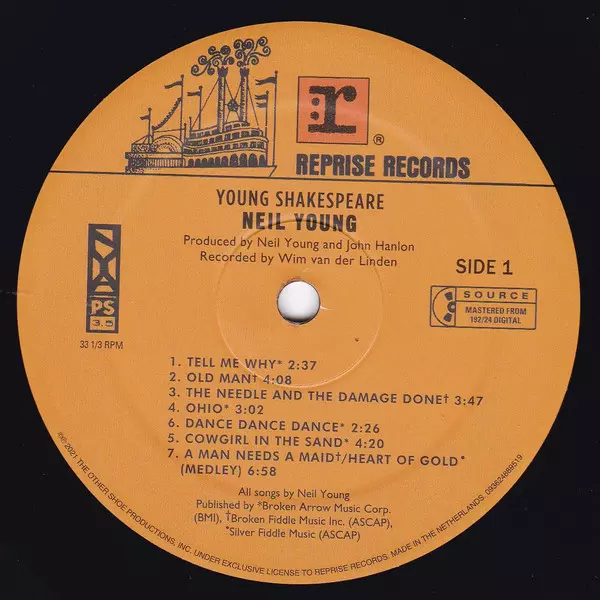 r
®
REPRISE RECORDS
YOUNG SHAKESPEARE
NEIL YOUNG
Produced by Neil Young and John Hanlon
Recorded by Wim van der Linden
NYA
PS
3.5
33 1/3 RPM
SIDE 1
SOURCE
MASTERED FROM
192/24 DIGITAL
1. TELL ME WHY* 2:37
2. OLD MAN† 4:08
3. THE NEEDLE AND THE DAMAGE DONE† 3:47
4. OHIO* 3:02
6. DANCE DANCE DANCE* 2:26
5. COWGIRL IN THE SAND* 4:20
7. A MAN NEEDS A MAID†/HEART OF GOLD*
(MEDLEY) 6:58
All songs by Neil Young
Published by *Broken Arrow Music Corp.
(BMI), †Broken Fiddle Music Inc. (ASCAP),
*Silver Fiddle Music (ASCAP)
℗© 2021 THE OTHER SHOE PRODUCTIONS, INC. UNDER EXCLUSIVE LICENSE TO REPRISE RECORDS. MADE IN THE NETHERLANDS. 093624889519